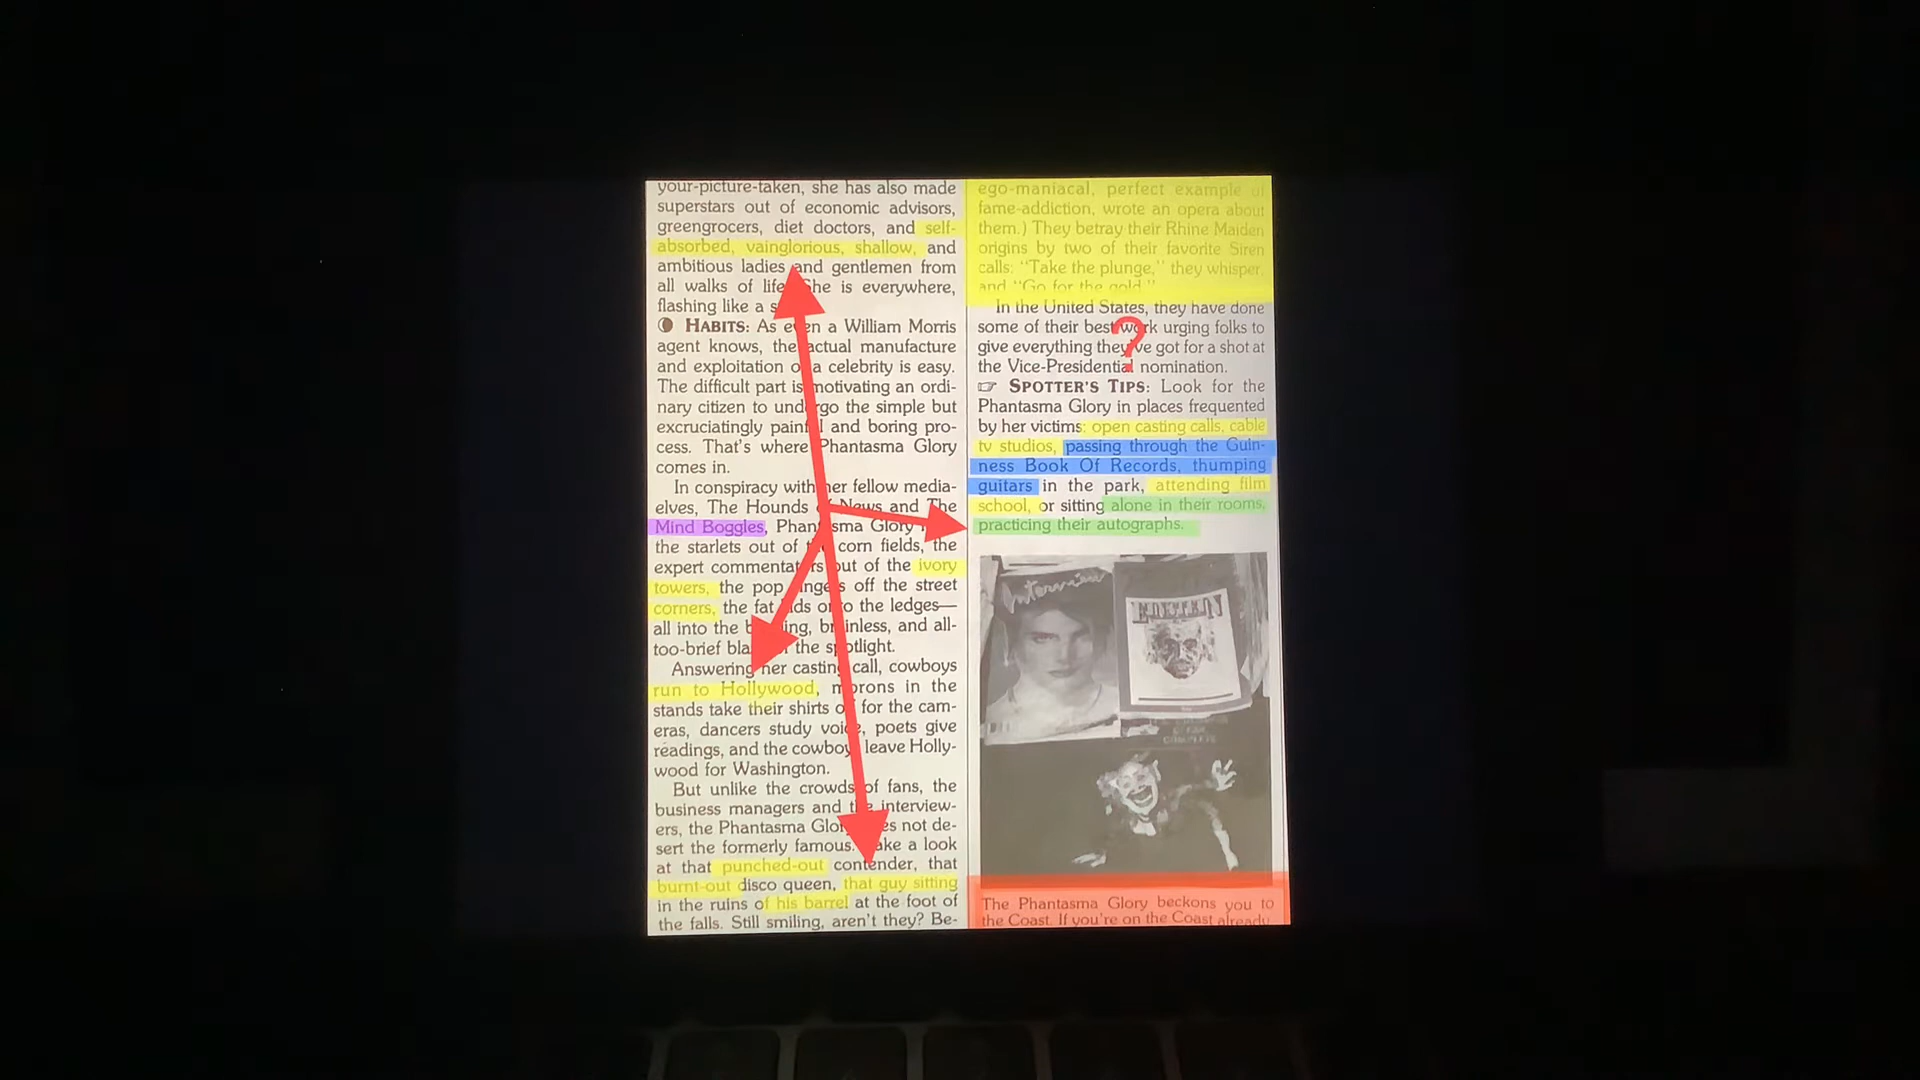 your-picture-taken, she has also made
superstars out of economic advisors,
greengrocers, diet doctors, and self-
absorbed, vainglorious, shallow, and
ambitious ladies and gentlemen from
all walks of life. She is everywhere,
flashing like a
HABITS: As even a William Morris
agent knows, the actual manufacture
and exploitation of a celebrity is easy.
The difficult part is motivating an ordi-
nary citizen to undergo the simple but
excruciatingly painful and boring pro-
cess. That's where Phantasma Glory
comes in.
In conspiracy with her fellow media-
elves, The Hounds of News and The
Mind Boggles, Phantasma Glory
the starlets out of the corn fields, the
expert commentators out of the ivory
towers, the pop singers off the street
corners, the fat kids onto the ledges—
all into the brainless, and all-
too-brief the spotlight.
Answering her casting call, cowboys
run to Hollywood, morons in the
stands take their shirts off for the cam-
eras, dancers study voice, poets give
readings, and the cowboys leave Holly-
wood for Washington.
But unlike the crowds of fans, the
business managers and the interview-
ers, the Phantasma Glory does not de-
sert the formerly famous. Take a look
at that punched-out contender, that
burnt-out disco queen, that guy sitting
in the ruins of his barrel at the foot of
the falls. Still smiling, aren't they? Be-
ego-maniacal, perfect example of
fame-addiction, wrote an opera about
them.) They betray their Rhine Maiden
origins by two of their favorite Siren
calls: "Take the plunge," they whisper,
and "Go for the gold."
In the United States, they have done
some of their best work urging folks to
give everything they've got for a shot at
the Vice-Presidential nomination.
?
SPOTTER'S TIPS: Look for the
Phantasma Glory in places frequented
by her victims: open casting calls, cable
tv studios, passing through the Guin-
ness Book Of Records, thumping
guitars in the park, attending film
school, or sitting alone in their rooms,
practicing their autographs.
Interview
EINSTEIN
The Phantasma Glory beckons you to
the Coast. If you're on the Coast already